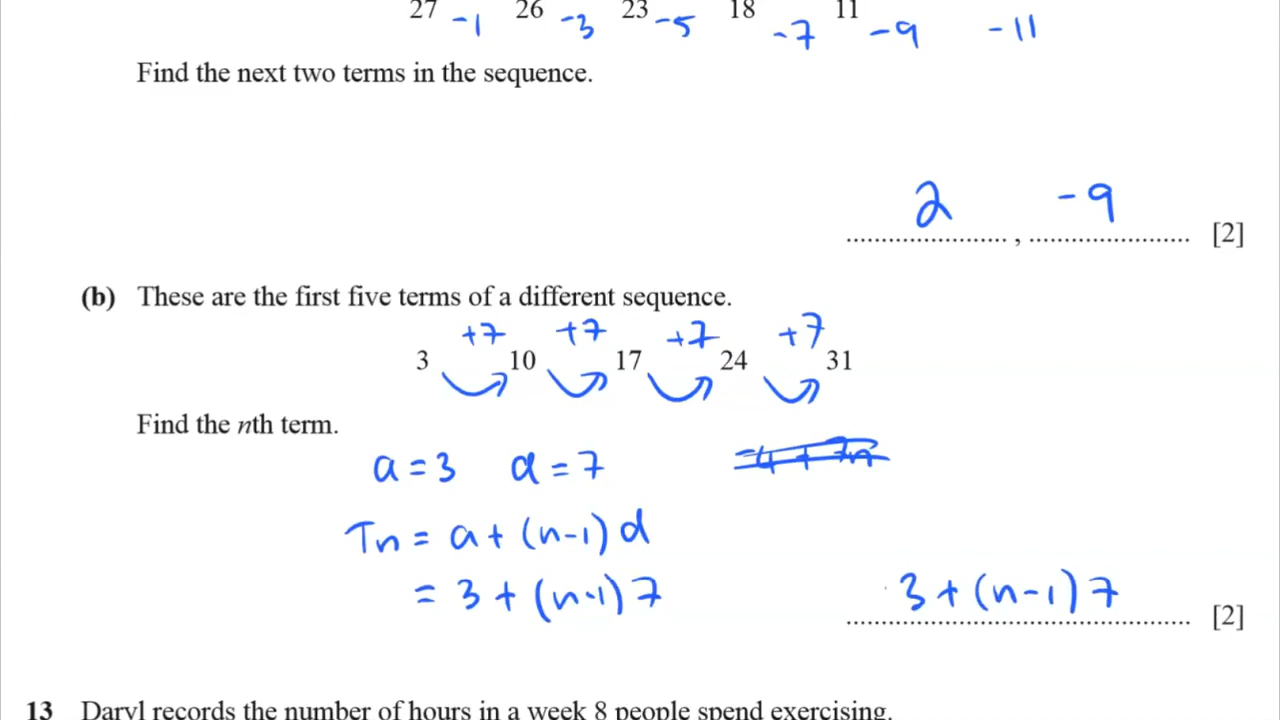 27 26 23 18 11
-1 -3 -5 -7 -9 -11
Find the next two terms in the sequence.
2 -9
........................ , ........................ [2]
(b) These are the first five terms of a different sequence.
+7 +7 +7 +7
3 10 17 24 31
Find the nth term.
a = 3 d = 7 -4 + 7n
Tn = a + (n-1) d
= 3 + (n-1) 7 3 + (n-1) 7
................................................ [2]
13 Daryl records the number of hours in a week 8 people spend exercising.